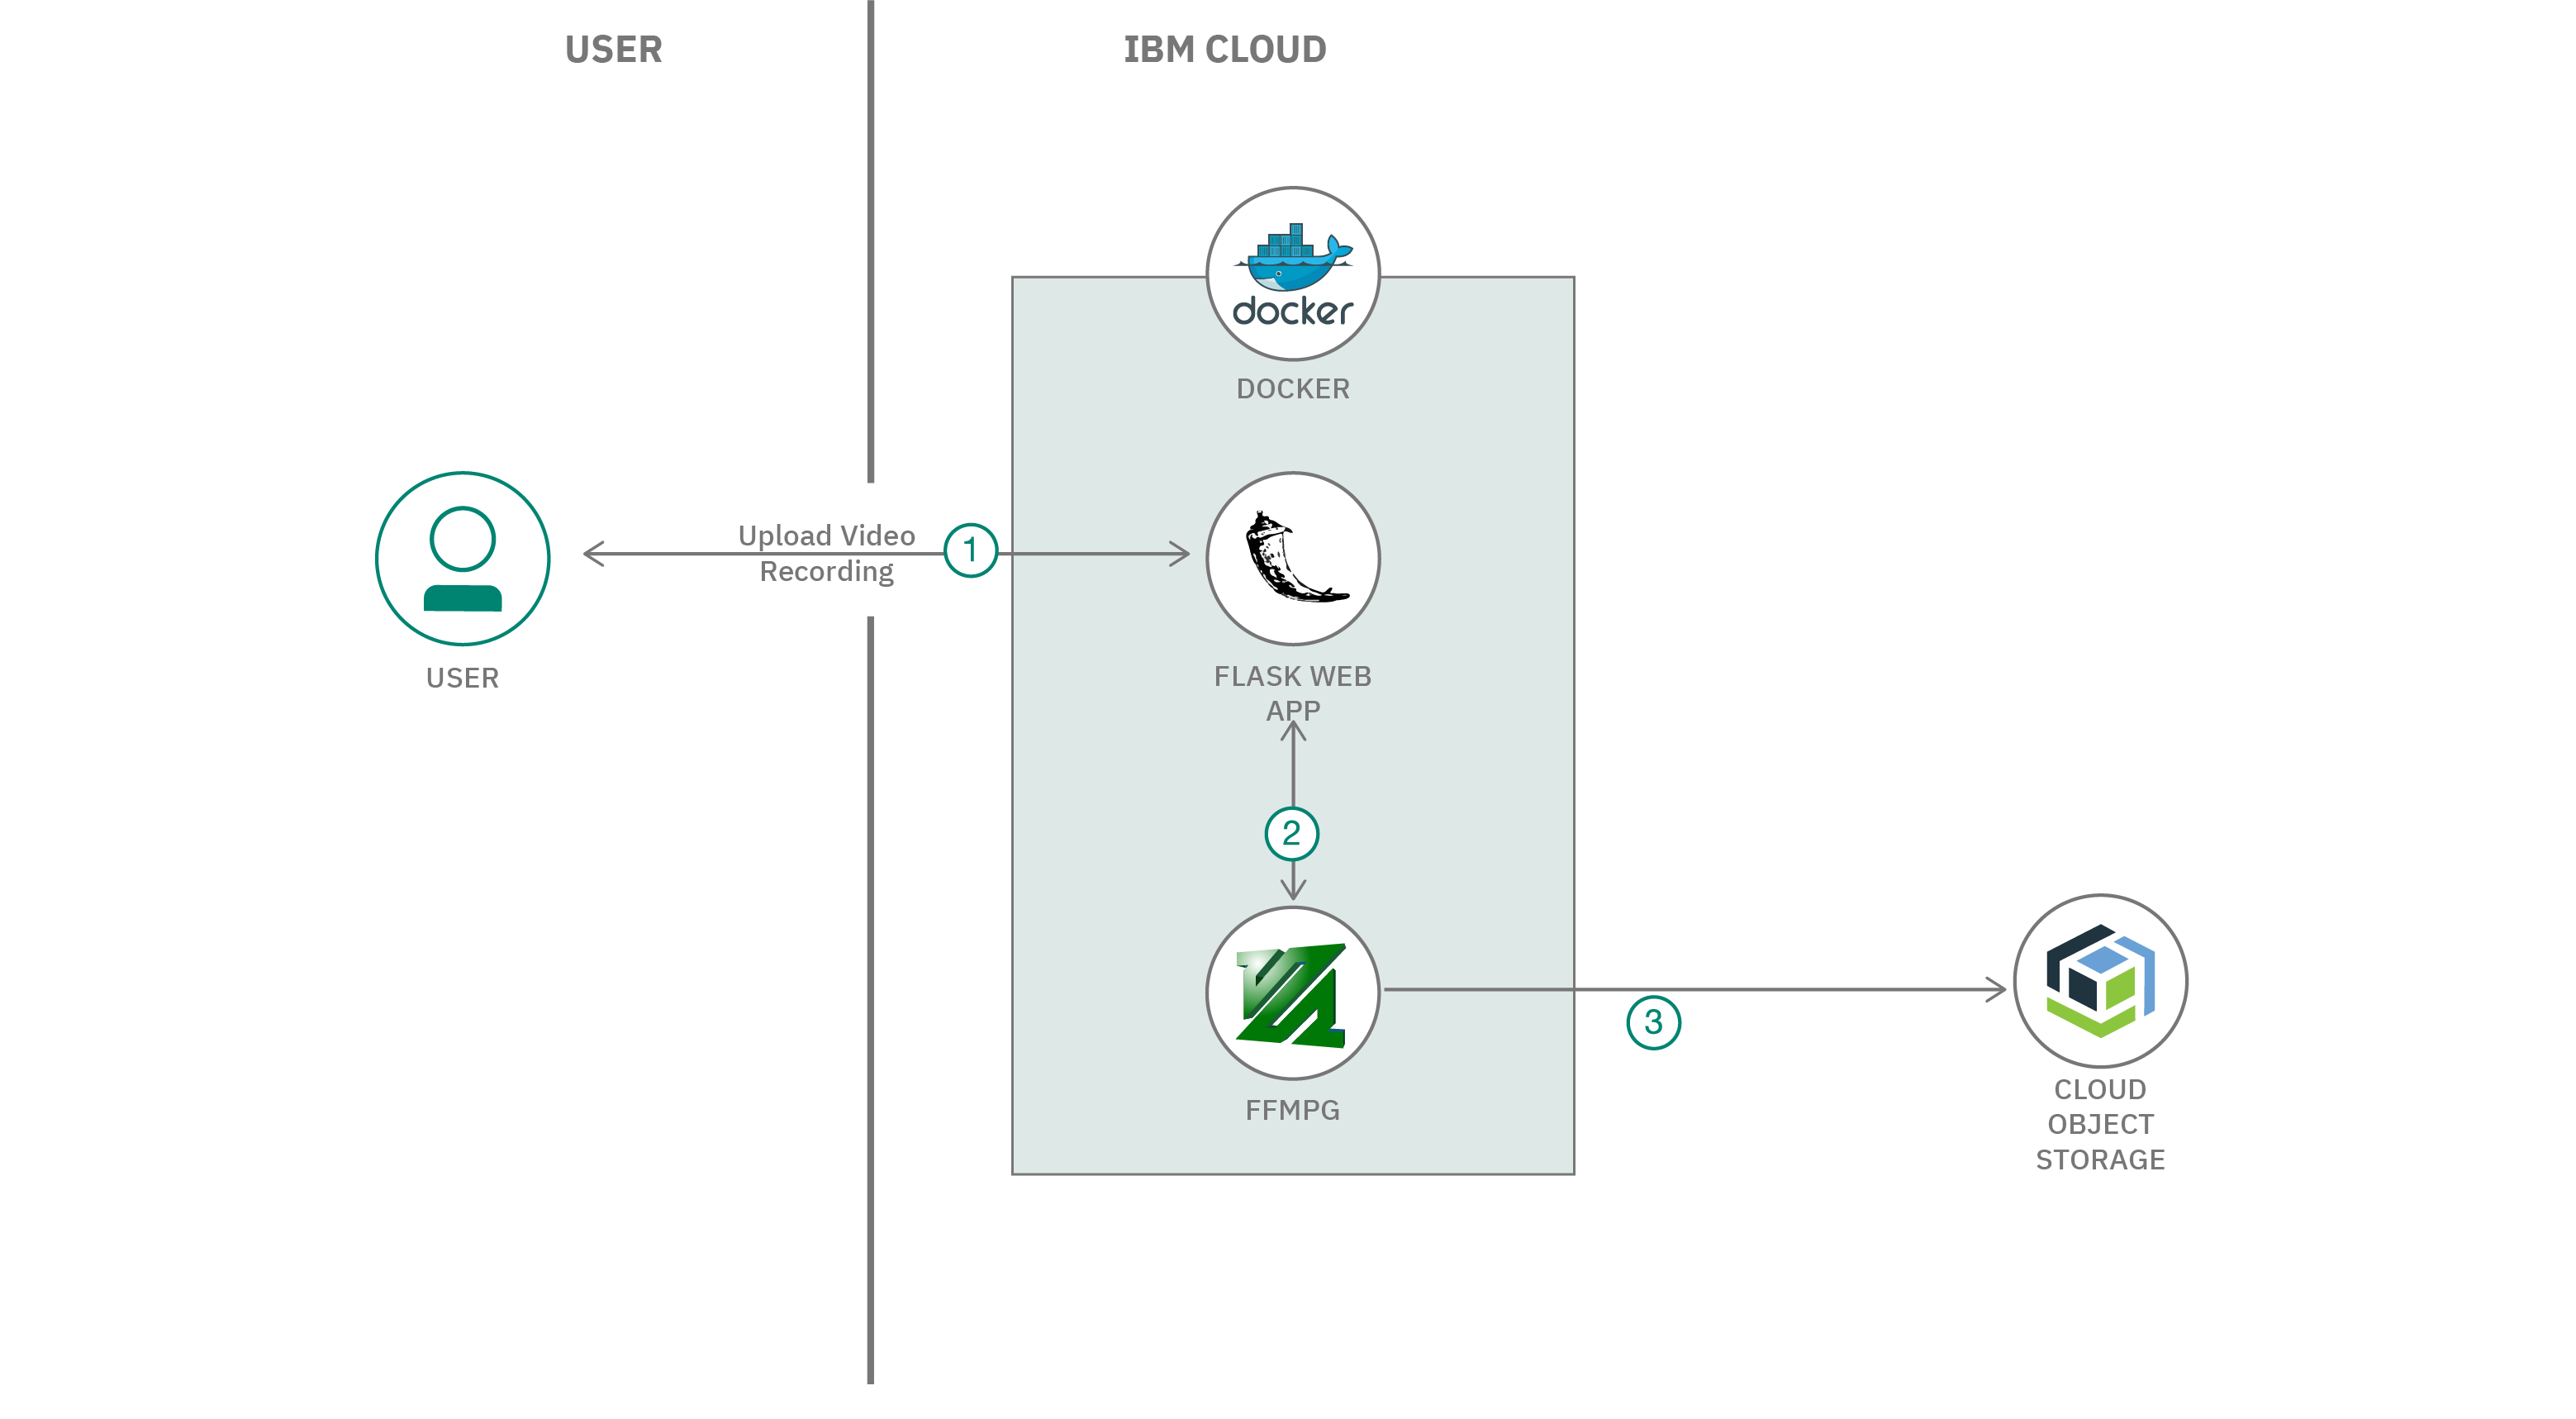 USER
IBM CLOUD
docker
DOCKER
Upload Video
Recording
1
USER
FLASK WEB
APP
2
FFMPG
3
CLOUD
OBJECT
STORAGE